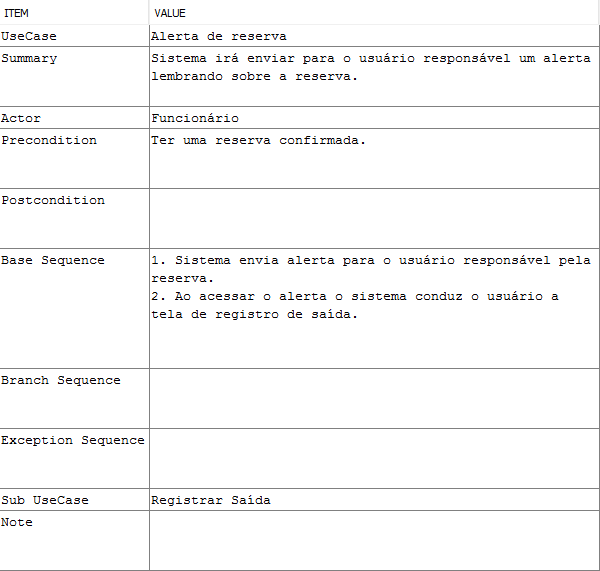 ITEM VALUE
UseCase Alerta de reserva
Summary Sistema irá enviar para o usuário responsável um alerta
lembrando sobre a reserva.
Actor Funcionário
Precondition Ter uma reserva confirmada.
Postcondition
Base Sequence 1. Sistema envia alerta para o usuário responsável pela
reserva.
2. Ao acessar o alerta o sistema conduz o usuário a
tela de registro de saída.
Branch Sequence
Exception Sequence
Sub UseCase Registrar Saída
Note